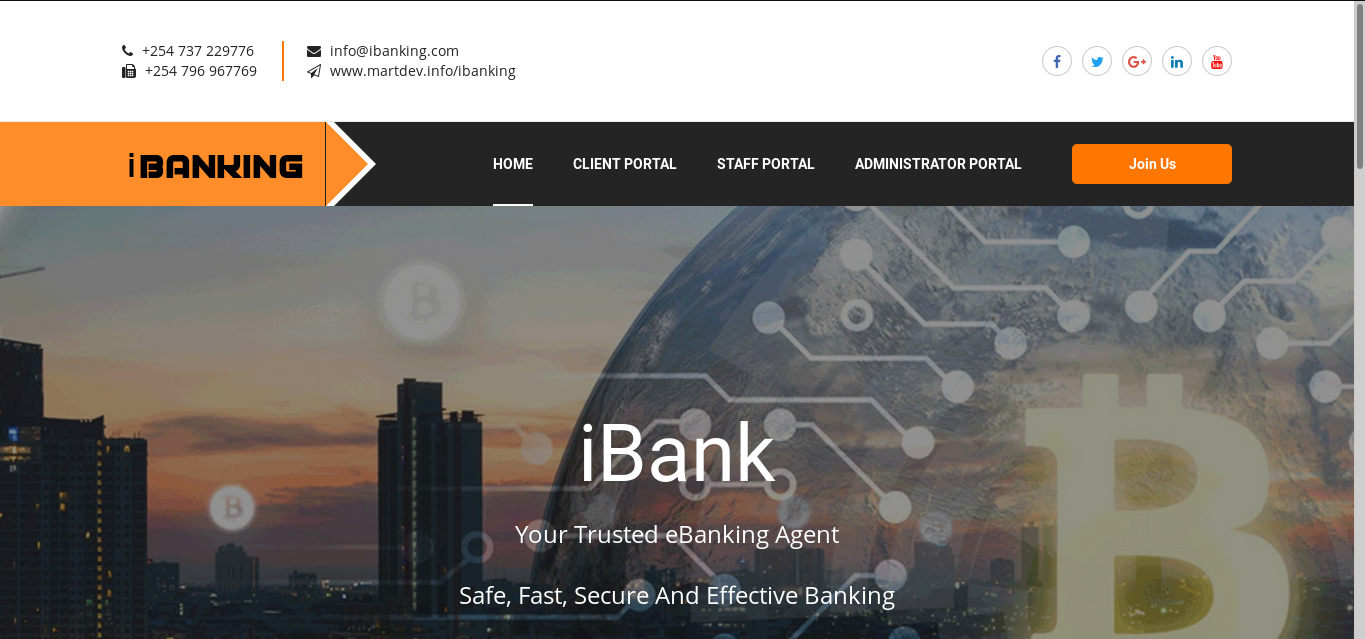 +254 737 229776
+254 796 967769
info@ibanking.com
www.martdev.info/ibanking
iBANKING
HOME
CLIENT PORTAL
STAFF PORTAL
ADMINISTRATOR PORTAL
Join Us
iBank
Your Trusted eBanking Agent
Safe, Fast, Secure And Effective Banking